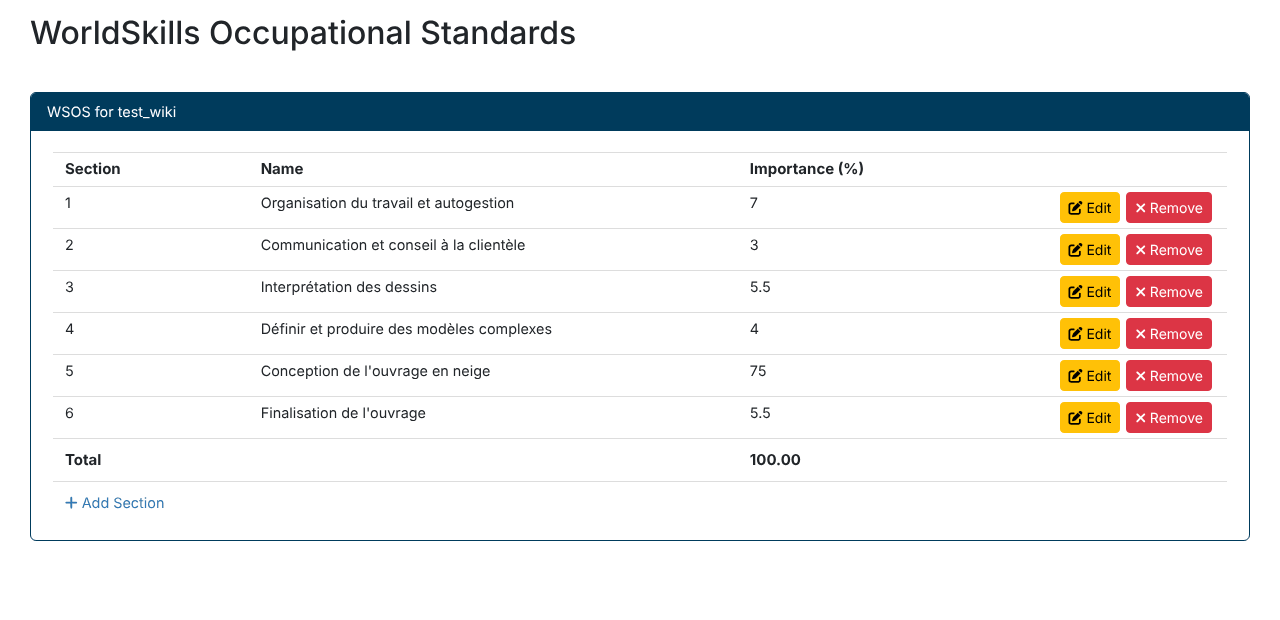 WorldSkills Occupational Standards
WSOS for test_wiki
Section Name Importance (%)
1 Organisation du travail et autogestion 7 Edit Remove
2 Communication et conseil à la clientèle 3 Edit Remove
3 Interprétation des dessins 5.5 Edit Remove
4 Définir et produire des modèles complexes 4 Edit Remove
5 Conception de l'ouvrage en neige 75 Edit Remove
6 Finalisation de l'ouvrage 5.5 Edit Remove
Total 100.00
Add Section